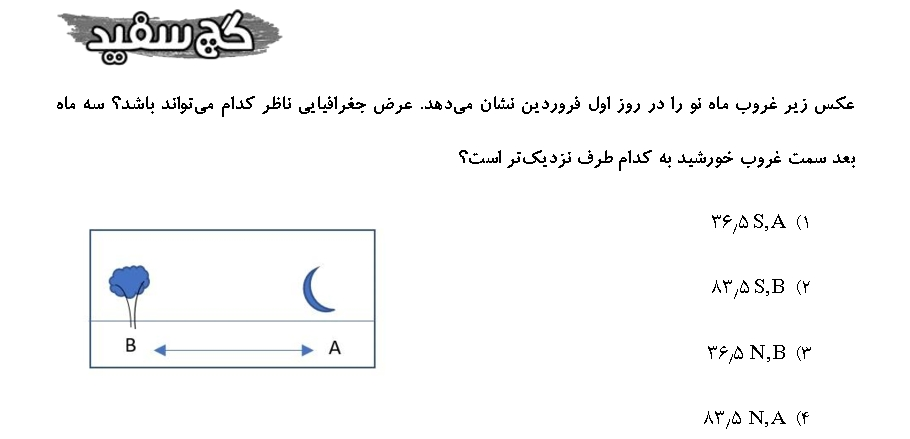 گچ سفید
عکس زیر غروب ماه نو را در روز اول فروردین نشان می‌دهد. عرض جغرافیایی ناظر کدام می‌تواند باشد؟ سه ماه
بعد سمت غروب خورشید به کدام طرف نزدیک‌تر است؟
۱) ۳۶٫۵ S,A
۲) ۸۳٫۵ S,B
۳) ۳۶٫۵ N,B
۴) ۸۳٫۵ N,A
B A